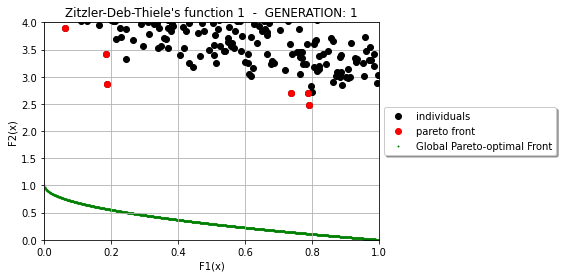 Zitzler-Deb-Thiele's function 1 - GENERATION: 1
4.0
3.5
3.0
2.5
2.0
1.5
1.0
0.5
0.0
F2(x)
0.0 0.2 0.4 0.6 0.8 1.0
F1(x)
individuals
pareto front
Global Pareto-optimal Front